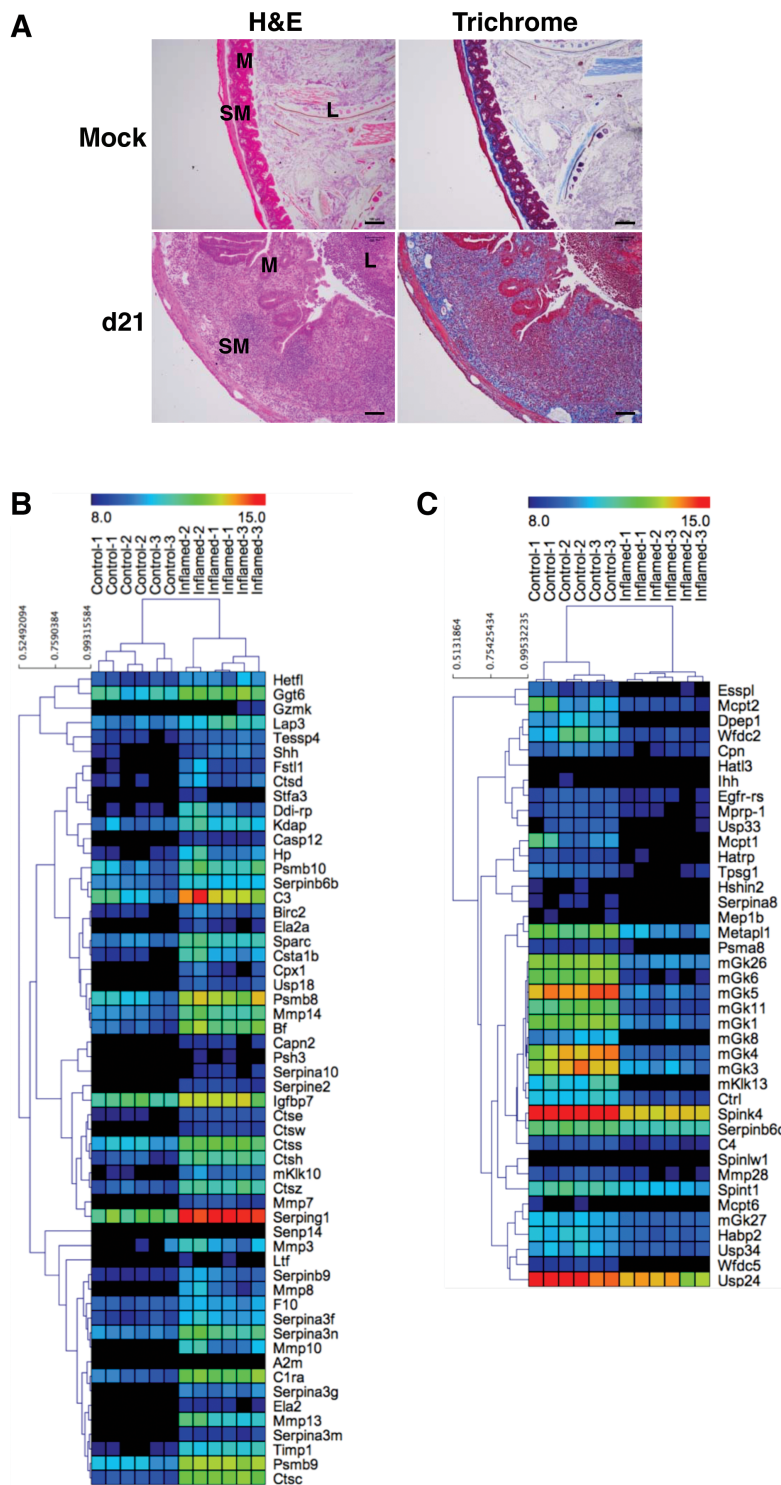 A
H&E
Trichrome
Mock
M
SM
L
d21
M
L
SM
B
8.0
15.0
Control-1
Control-1
Control-2
Control-2
Control-3
Control-3
Inflamed-2
Inflamed-2
Inflamed-1
Inflamed-1
Inflamed-3
Inflamed-3
0.52492094
0.7590384
0.99315584
Hetfl
Ggt6
Gzmk
Lap3
Tessp4
Shh
Fstl1
Ctsd
Stfa3
Ddi-rp
Kdap
Casp12
Hp
Psmb10
Serpinb6b
C3
Birc2
Ela2a
Sparc
Csta1b
Cpx1
Usp18
Psmb8
Mmp14
Bf
Capn2
Psh3
Serpina10
Serpine2
Igfbp7
Ctse
Ctsw
Ctss
Ctsh
mKlk10
Ctsz
Mmp7
Serping1
Senp14
Mmp3
Ltf
Serpinb9
Mmp8
F10
Serpina3f
Serpina3n
Mmp10
A2m
C1ra
Serpina3g
Ela2
Mmp13
Serpina3m
Timp1
Psmb9
Ctsc
C
8.0
15.0
Control-1
Control-1
Control-2
Control-2
Control-3
Control-3
Inflamed-1
Inflamed-1
Inflamed-2
Inflamed-3
Inflamed-2
Inflamed-3
0.5131864
0.75425434
0.99532235
Esspl
Mcpt2
Dpep1
Wfdc2
Cpn
Hatl3
Ihh
Egfr-rs
Mprp-1
Usp33
Mcpt1
Hatrp
Tpsg1
Hshin2
Serpina8
Mep1b
Metapl1
Psma8
mGk26
mGk6
mGk5
mGk11
mGk1
mGk8
mGk4
mGk3
mKlk13
Ctrl
Spink4
Serpinb6c
C4
Spinlw1
Mmp28
Spint1
Mcpt6
mGk27
Habp2
Usp34
Wfdc5
Usp24